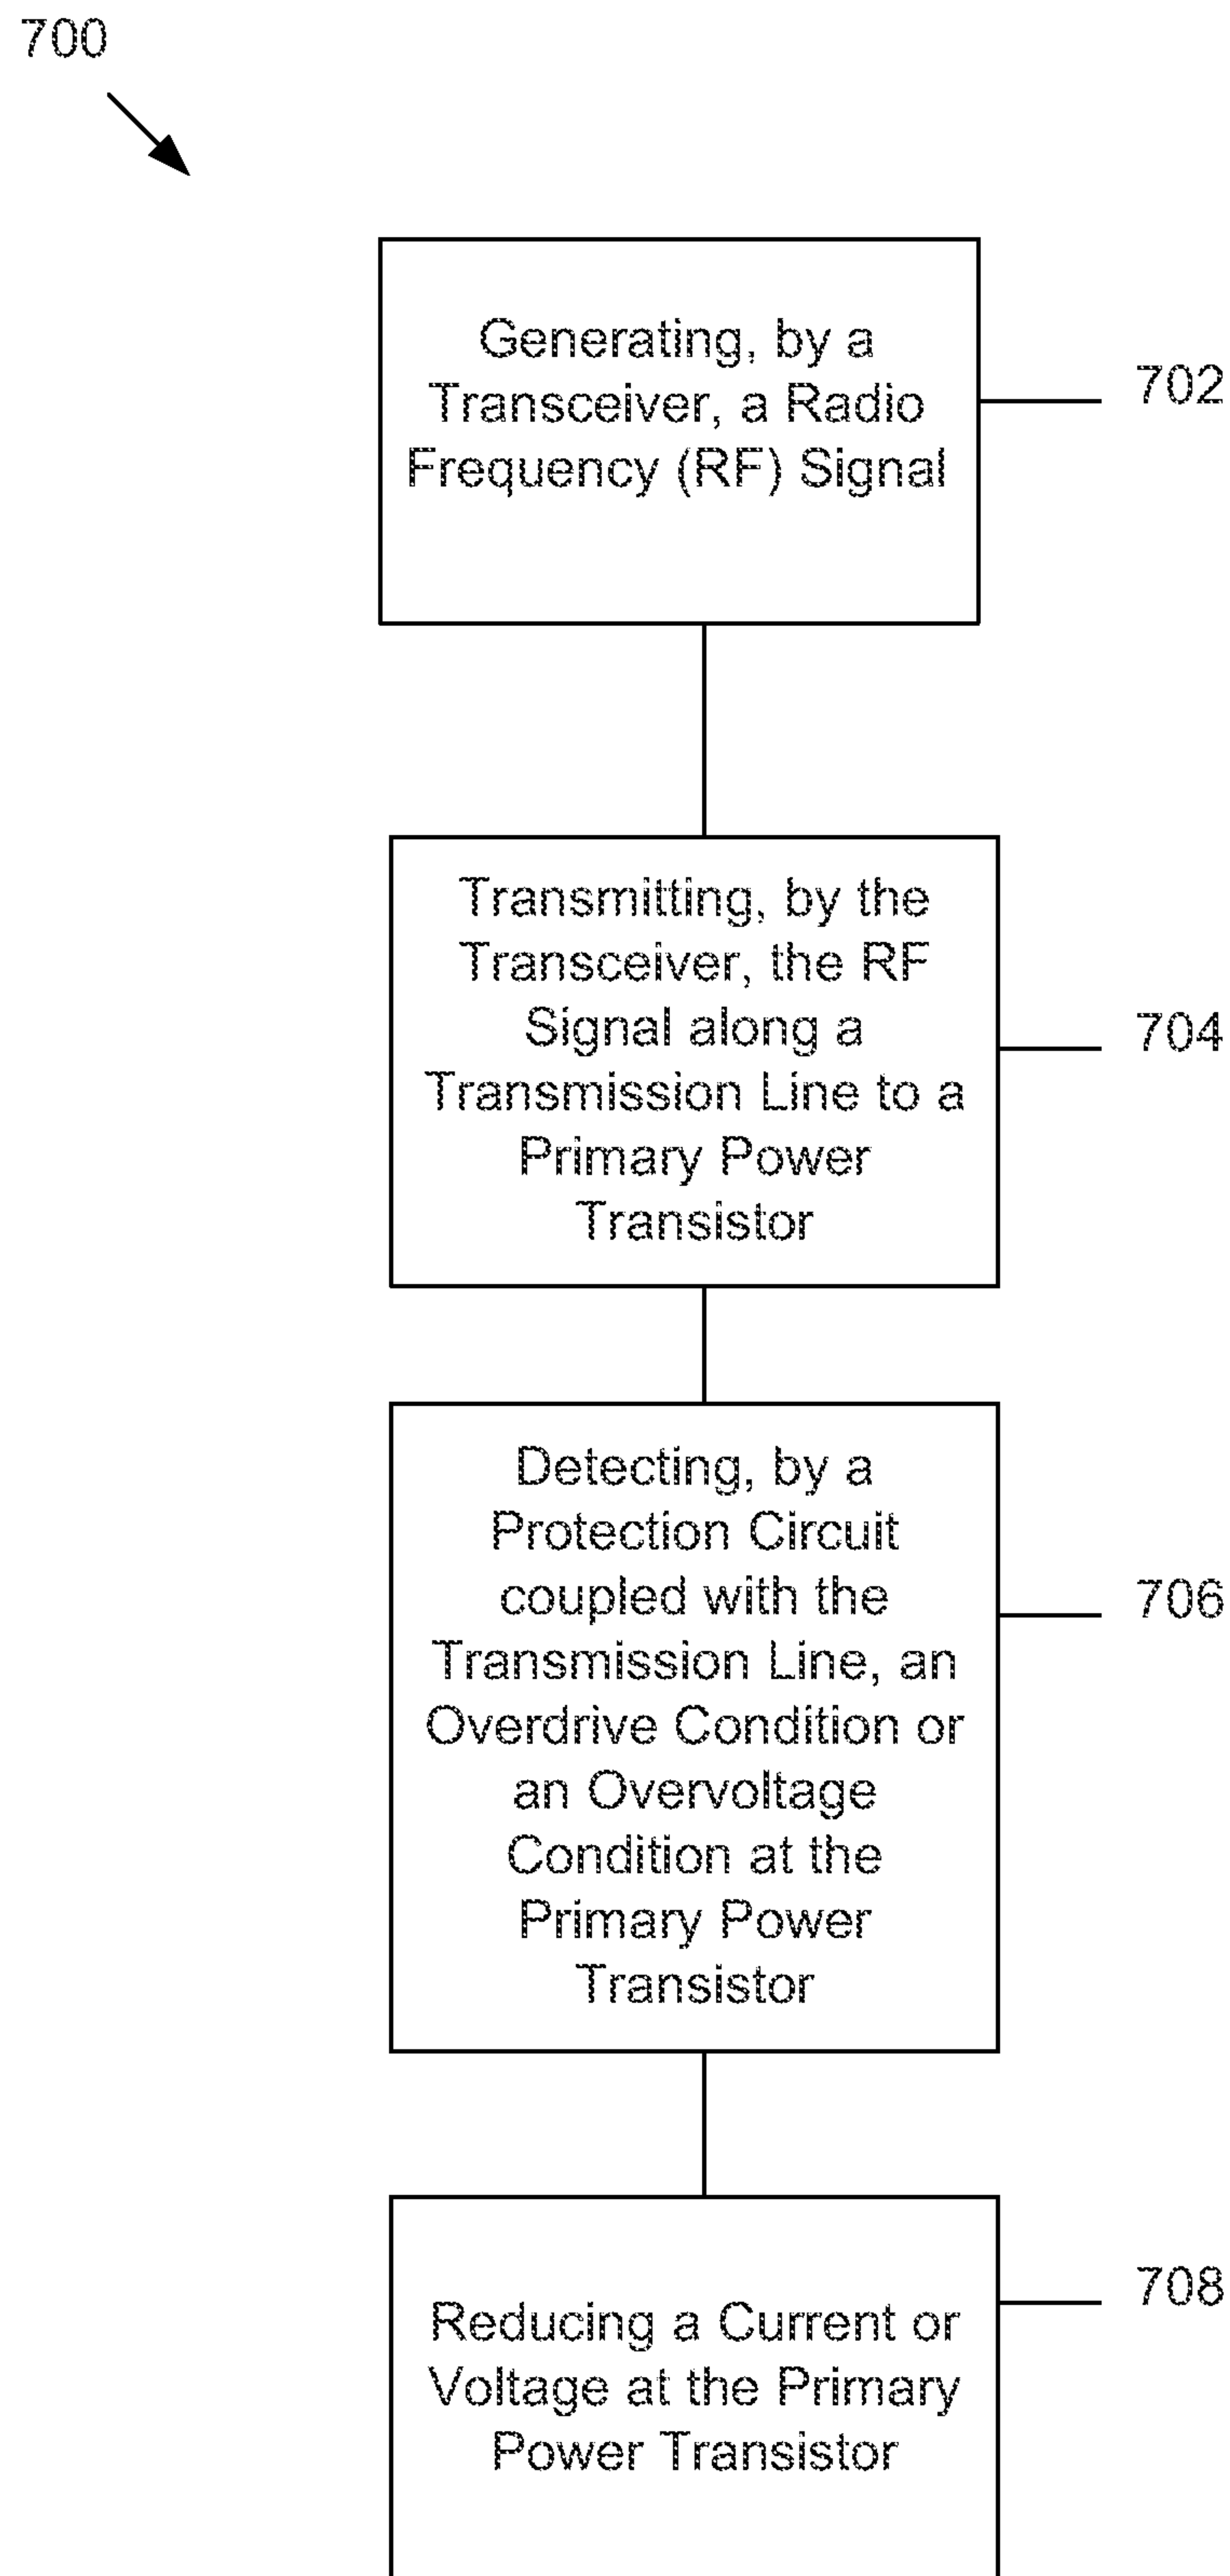 700
Generating, by a
Transceiver, a Radio
Frequency (RF) Signal
702
Transmitting, by the
Transceiver, the RF
Signal along a
Transmission Line to a
Primary Power
Transistor
704
Detecting, by a
Protection Circuit
coupled with the
Transmission Line, an
Overdrive Condition or
an Overvoltage
Condition at the
Primary Power
Transistor
706
Reducing a Current or
Voltage at the Primary
Power Transistor
708